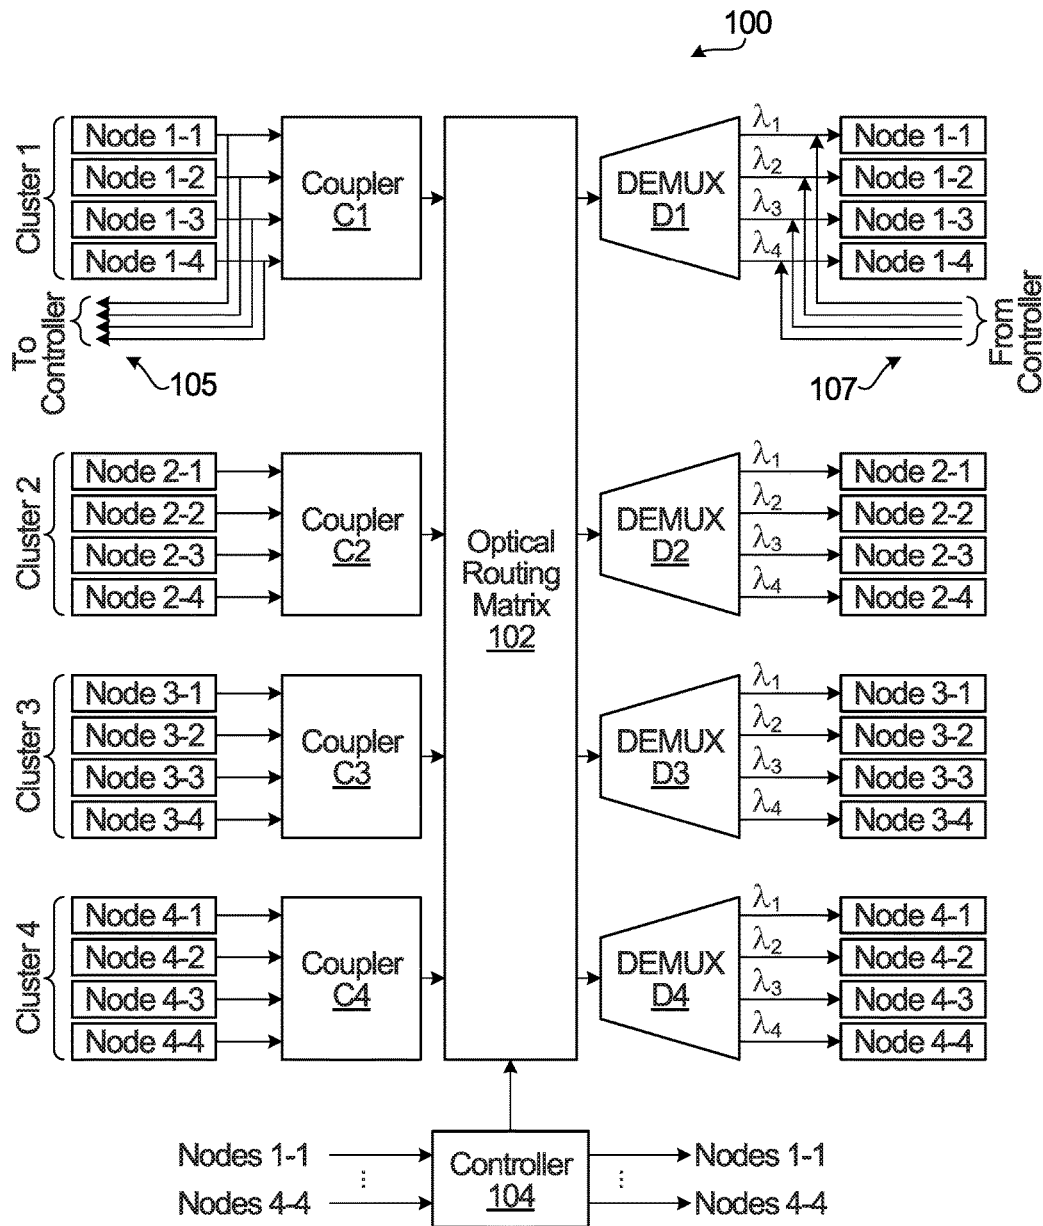 100
Cluster 1
Node 1-1
Node 1-2
Node 1-3
Node 1-4
Coupler
C1
DEMUX
D1
λ1
λ2
λ3
λ4
Node 1-1
Node 1-2
Node 1-3
Node 1-4
To
Controller
105
107
From
Controller
Cluster 2
Node 2-1
Node 2-2
Node 2-3
Node 2-4
Coupler
C2
Optical
Routing
Matrix
102
DEMUX
D2
λ1
λ2
λ3
λ4
Node 2-1
Node 2-2
Node 2-3
Node 2-4
Cluster 3
Node 3-1
Node 3-2
Node 3-3
Node 3-4
Coupler
C3
DEMUX
D3
λ1
λ2
λ3
λ4
Node 3-1
Node 3-2
Node 3-3
Node 3-4
Cluster 4
Node 4-1
Node 4-2
Node 4-3
Node 4-4
Coupler
C4
DEMUX
D4
λ1
λ2
λ3
λ4
Node 4-1
Node 4-2
Node 4-3
Node 4-4
Nodes 1-1
...
Nodes 4-4
Controller
104
Nodes 1-1
...
Nodes 4-4